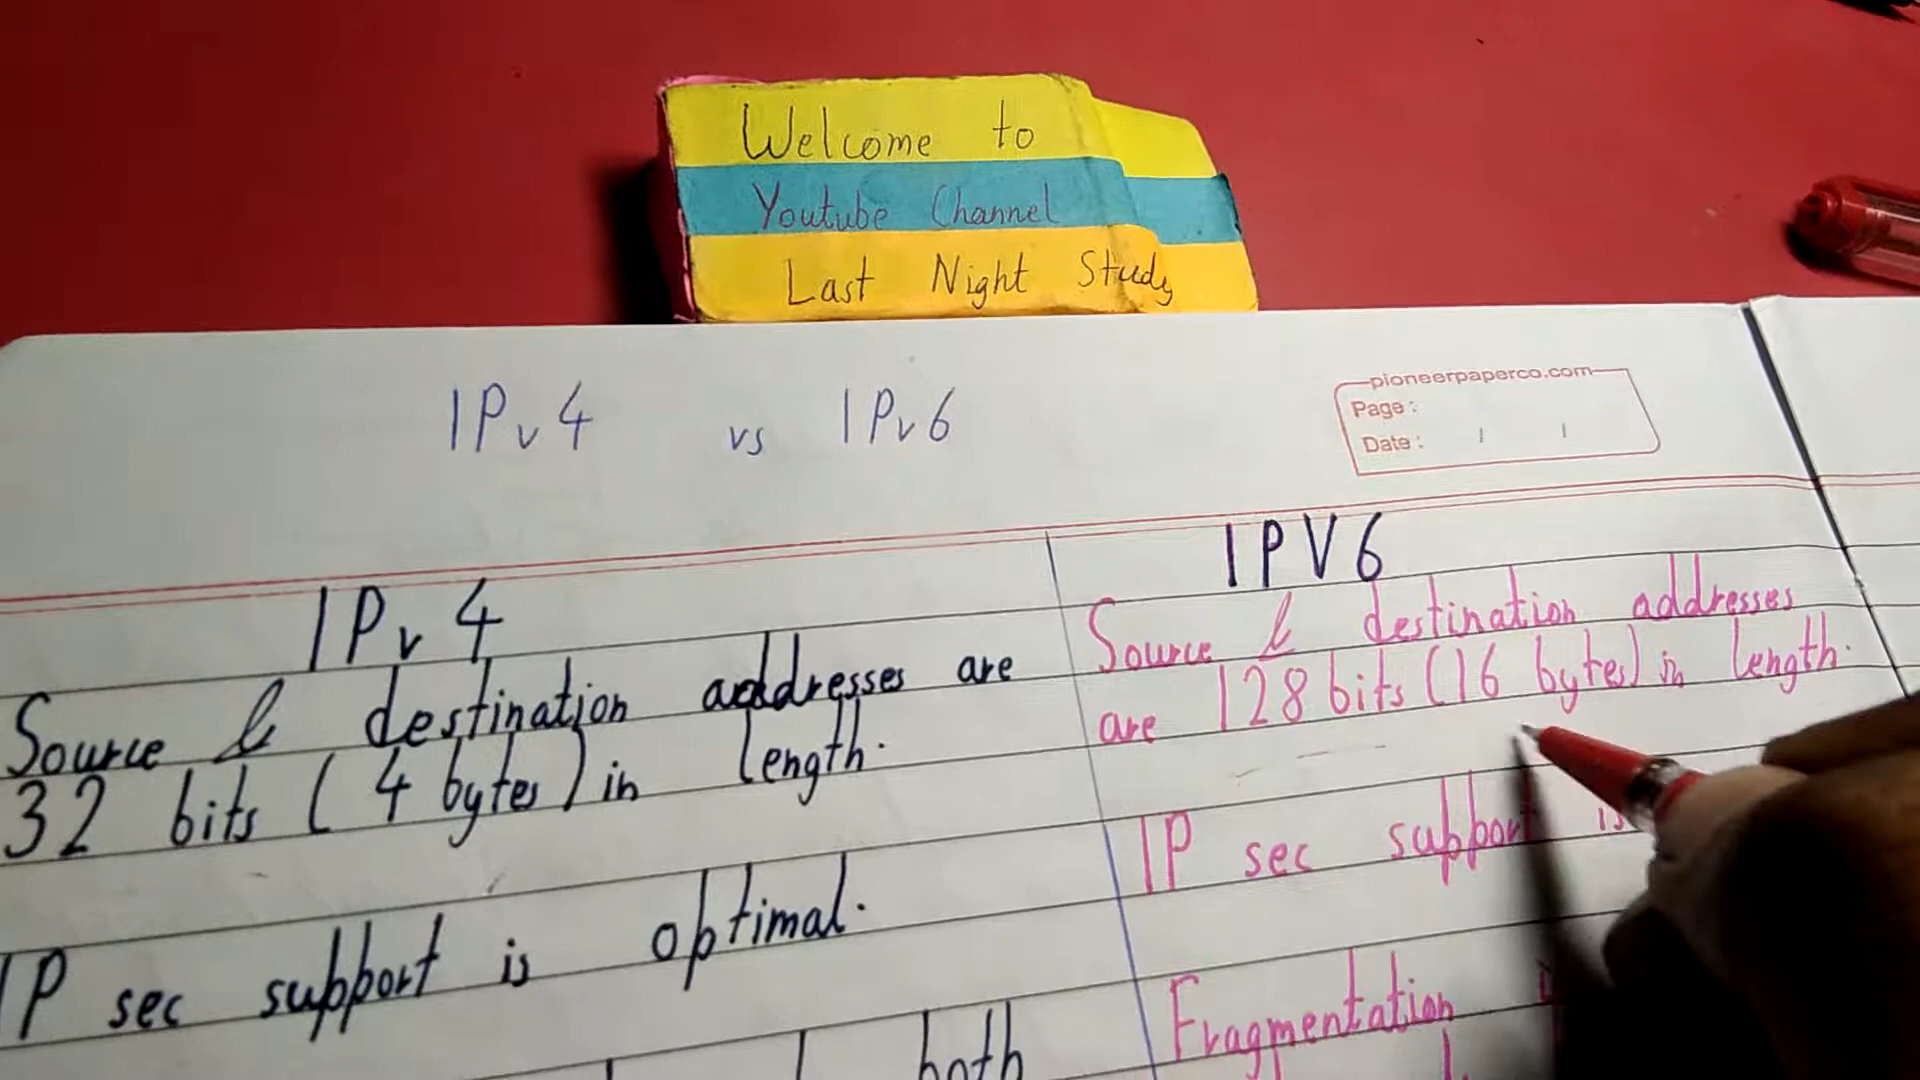 Welcome to
Youtube Channel
Last Night Study
IPv4 vs IPv6
pioneerpaperco.com
Page :
Date : / /
IPv4
Source & destination addresses are
32 bits ( 4 bytes ) in length.
IP sec support is optimal.
both
IPV6
Source & destination addresses
are 128 bits (16 bytes) in length.
IP sec support is
Fragmentation